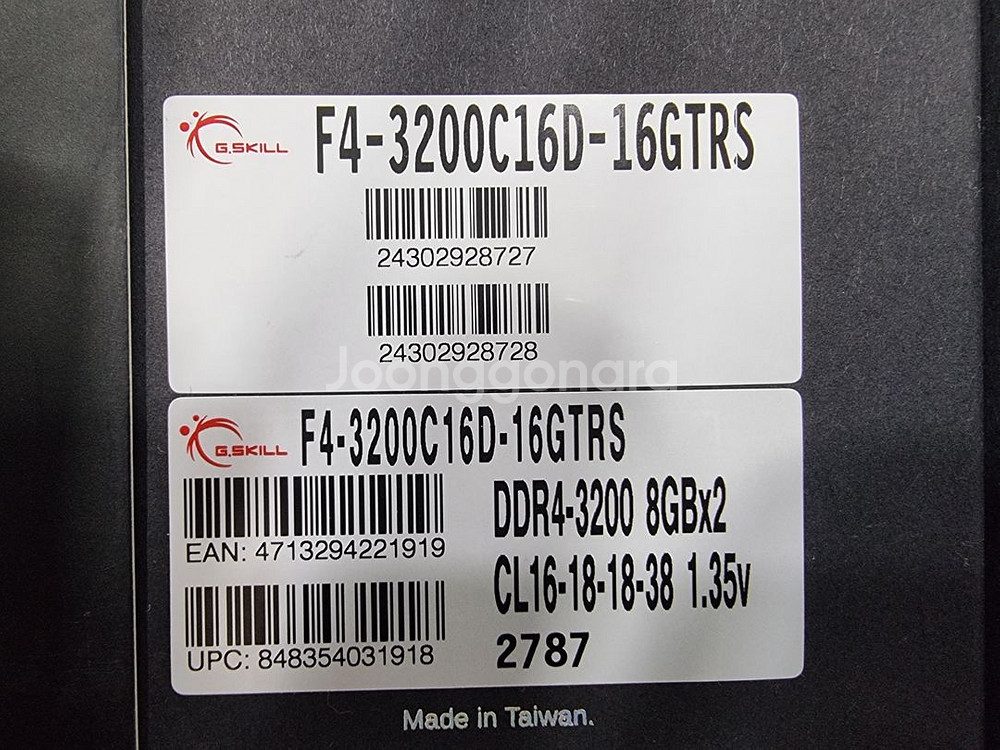 G.SKILL F4-3200C16D-16GTRS
24302928727
24302928728
Joonggonara
G.SKILL F4-3200C16D-16GTRS
DDR4-3200 8GBx2
EAN: 4713294221919
CL16-18-18-38 1.35v
UPC: 848354031918
2787
Made in Taiwan.